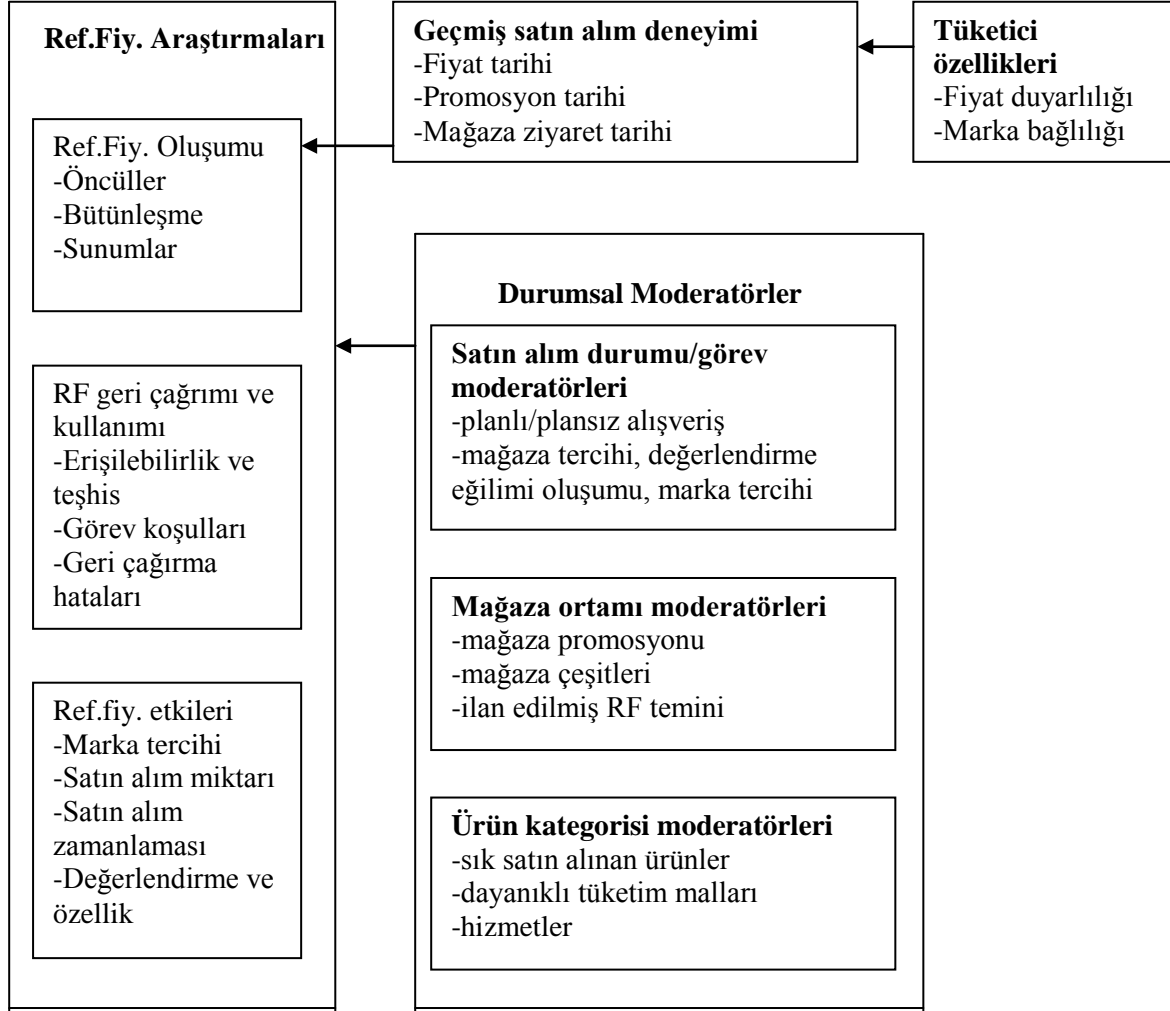 Ref.Fiy. Araştırmaları
Ref.Fiy. Oluşumu
-Öncüller
-Bütünleşme
-Sunumlar
RF geri çağrımı ve
kullanımı
-Erişilebilirlik ve
teşhis
-Görev koşulları
-Geri çağırma
hataları
Ref.fiy. etkileri
-Marka tercihi
-Satın alım miktarı
-Satın alım
zamanlaması
-Değerlendirme ve
özellik
Geçmiş satın alım deneyimi
-Fiyat tarihi
-Promosyon tarihi
-Mağaza ziyaret tarihi
Tüketici
özellikleri
-Fiyat duyarlılığı
-Marka bağlılığı
Durumsal Moderatörler
Satın alım durumu/görev
moderatörleri
-planlı/plansız alışveriş
-mağaza tercihi, değerlendirme
eğilimi oluşumu, marka tercihi
Mağaza ortamı moderatörleri
-mağaza promosyonu
-mağaza çeşitleri
-ilan edilmiş RF temini
Ürün kategorisi moderatörleri
-sık satın alınan ürünler
-dayanıklı tüketim malları
-hizmetler